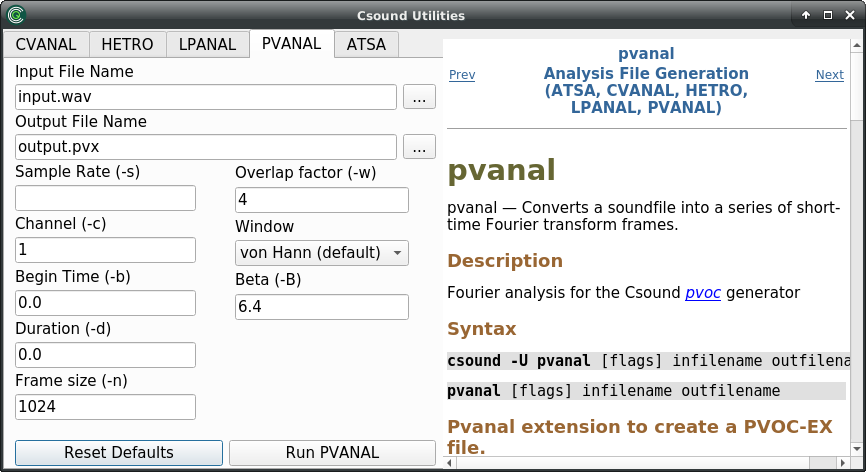 Csound Utilities
CVANAL HETRO LPANAL PVANAL ATSA
Input File Name
input.wav ...
Output File Name
output.pvx ...
Sample Rate (-s) Overlap factor (-w)
4
Channel (-c) Window
1 von Hann (default)
Begin Time (-b) Beta (-B)
0.0 6.4
Duration (-d)
0.0
Frame size (-n)
1024
Reset Defaults Run PVANAL
pvanal
Prev Analysis File Generation Next
(ATSA, CVANAL, HETRO,
LPANAL, PVANAL)
pvanal
pvanal — Converts a soundfile into a series of short-
time Fourier transform frames.
Description
Fourier analysis for the Csound pvoc generator
Syntax
csound -U pvanal [flags] infilename outfilena
pvanal [flags] infilename outfilename
Pvanal extension to create a PVOC-EX
file.